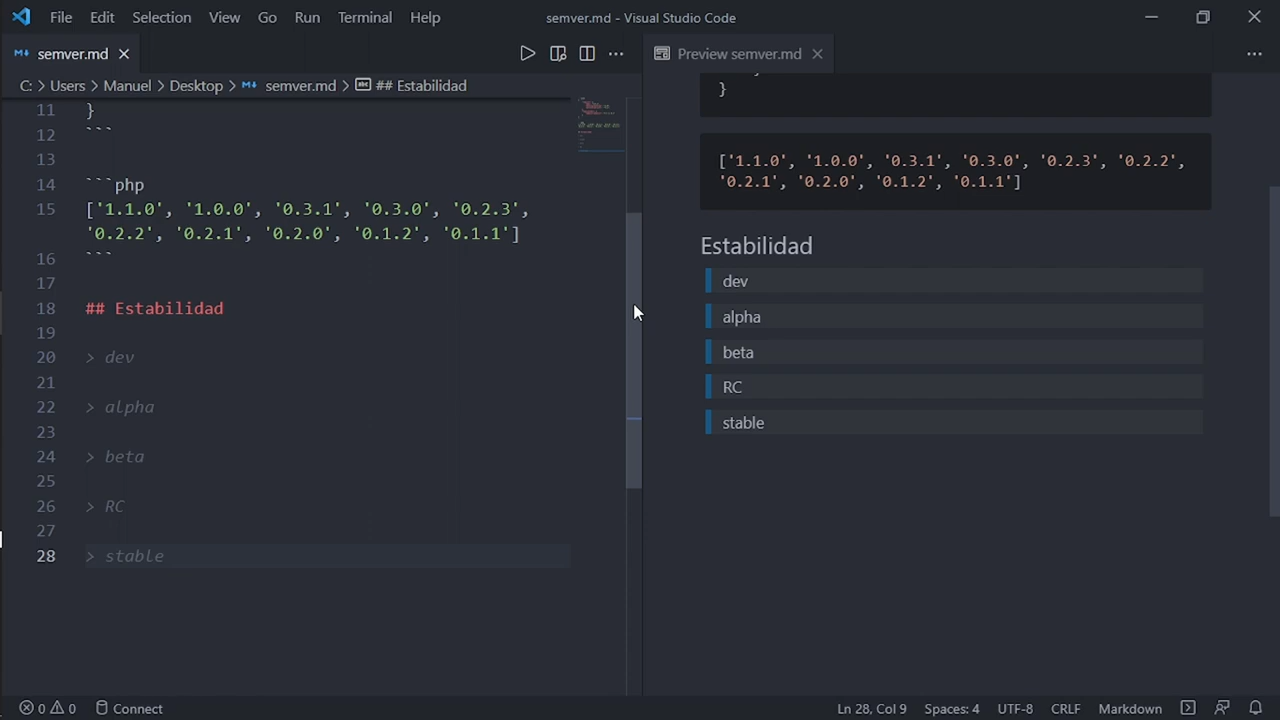 File Edit Selection View Go Run Terminal Help semver.md - Visual Studio Code
semver.md
C: > Users > Manuel > Desktop > semver.md > ## Estabilidad
11 }
12 ```
13
14 ```php
15 ['1.1.0', '1.0.0', '0.3.1', '0.3.0', '0.2.3',
'0.2.2', '0.2.1', '0.2.0', '0.1.2', '0.1.1']
16 ```
17
18 ## Estabilidad
19
20 > dev
21
22 > alpha
23
24 > beta
25
26 > RC
27
28 > stable
Preview semver.md
}
['1.1.0', '1.0.0', '0.3.1', '0.3.0', '0.2.3', '0.2.2',
'0.2.1', '0.2.0', '0.1.2', '0.1.1']
Estabilidad
dev
alpha
beta
RC
stable
0 0 Connect Ln 28, Col 9 Spaces: 4 UTF-8 CRLF Markdown